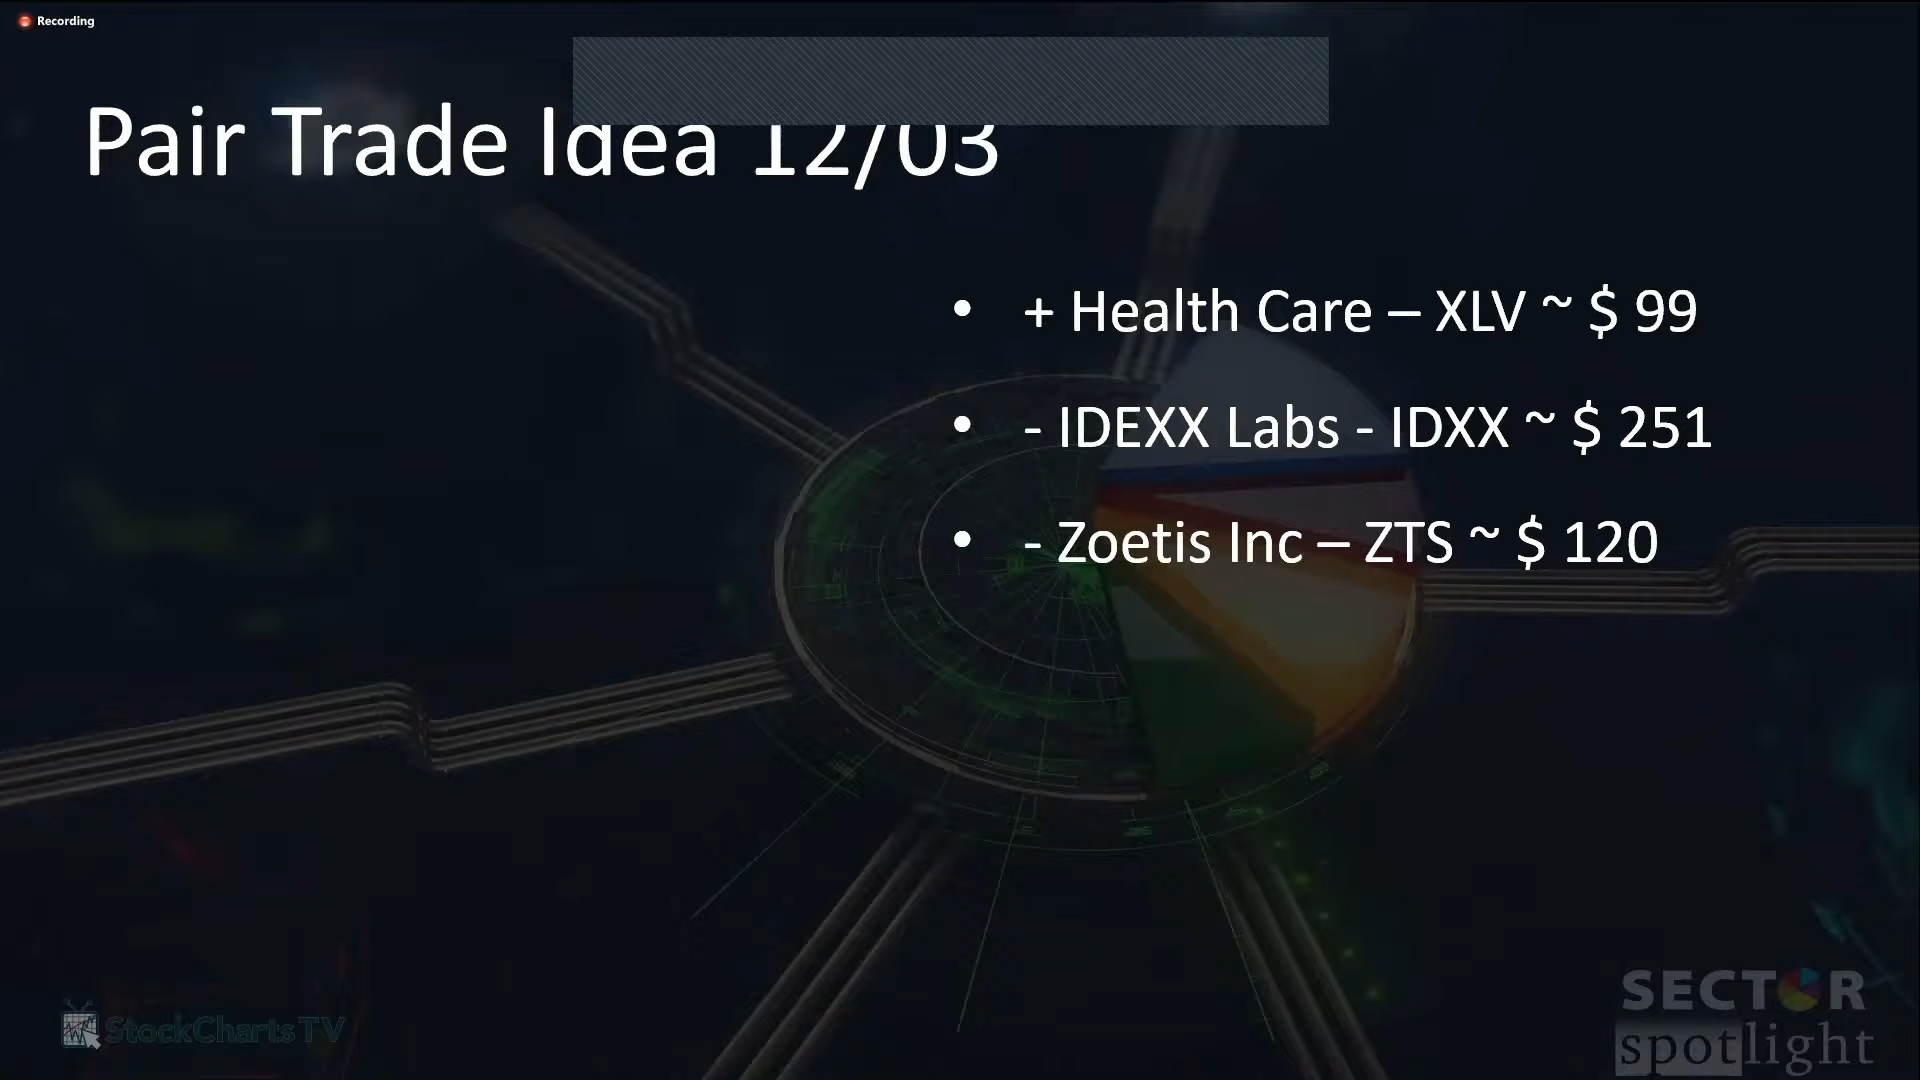 Recording
Pair Trade Idea 12/03
• + Health Care – XLV ~ $ 99
• - IDEXX Labs - IDXX ~ $ 251
• - Zoetis Inc – ZTS ~ $ 120
StockChartsTV
SECTOR
spotlight